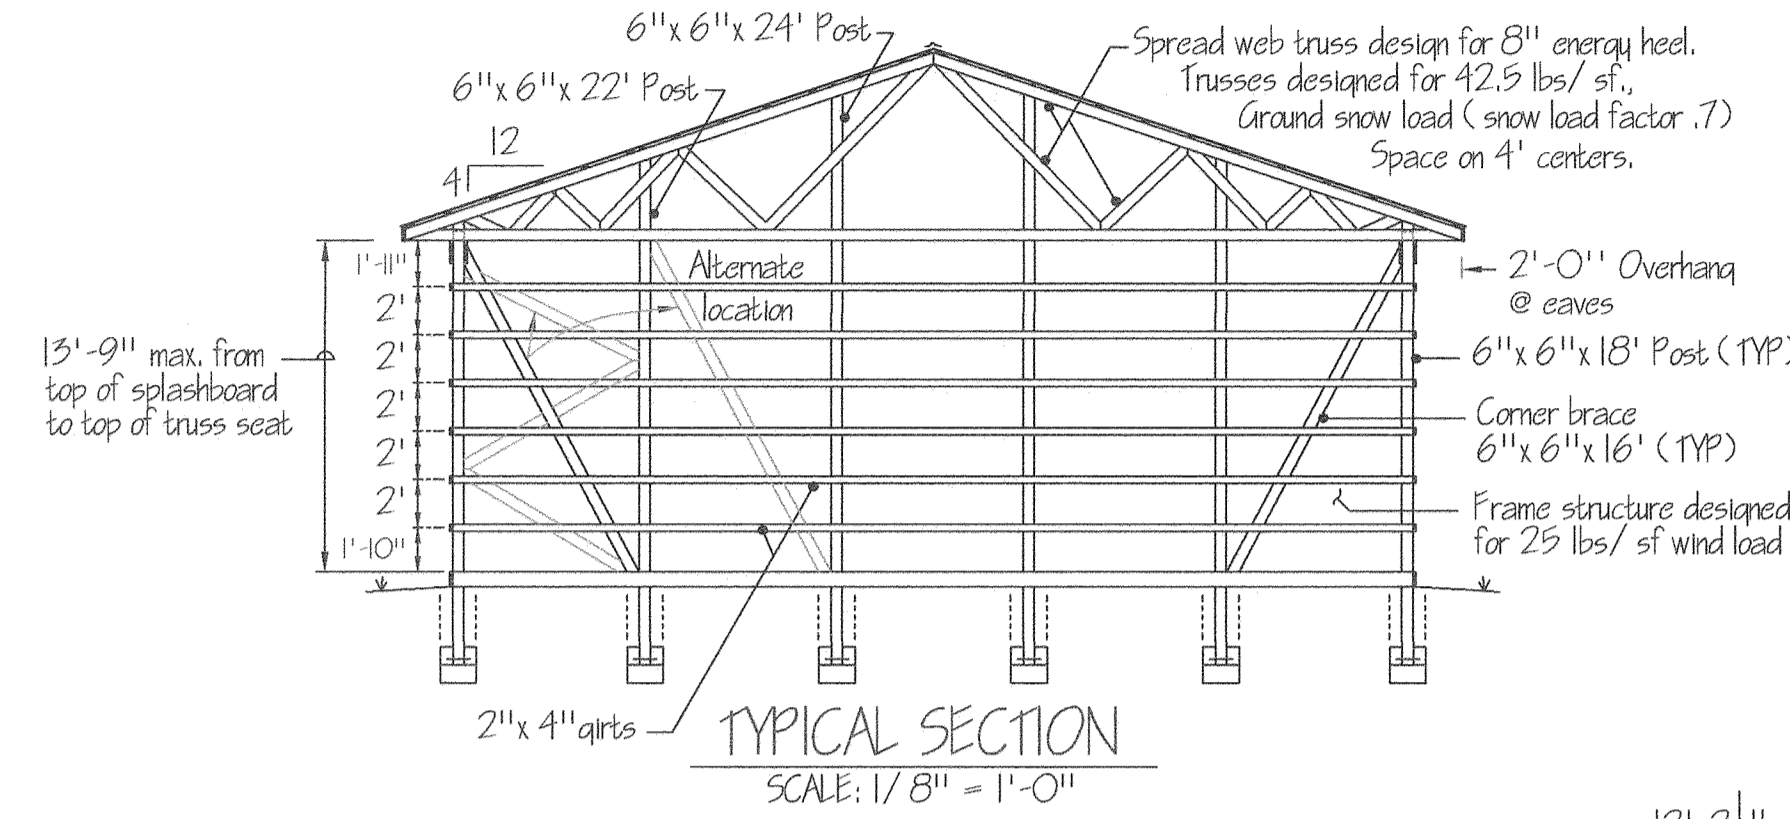 6"x 6"x 24' Post
6"x 6"x 22' Post
12
4
Spread web truss design for 8" energy heel.
Trusses designed for 42.5 lbs/ sf.,
Ground snow load ( snow load factor .7)
Space on 4' centers.
1'-11"
2'
2'
2'
2'
2'
1'-10"
13'-9" max. from
top of splashboard
to top of truss seat
Alternate
location
2'-0" Overhang
@ eaves
6"x 6"x 18' Post ( TYP)
Corner brace
6"x 6"x 16' ( TYP)
Frame structure designed
for 25 lbs/ sf wind load
2"x 4" girts
TYPICAL SECTION
SCALE: 1/ 8" = 1'-0"